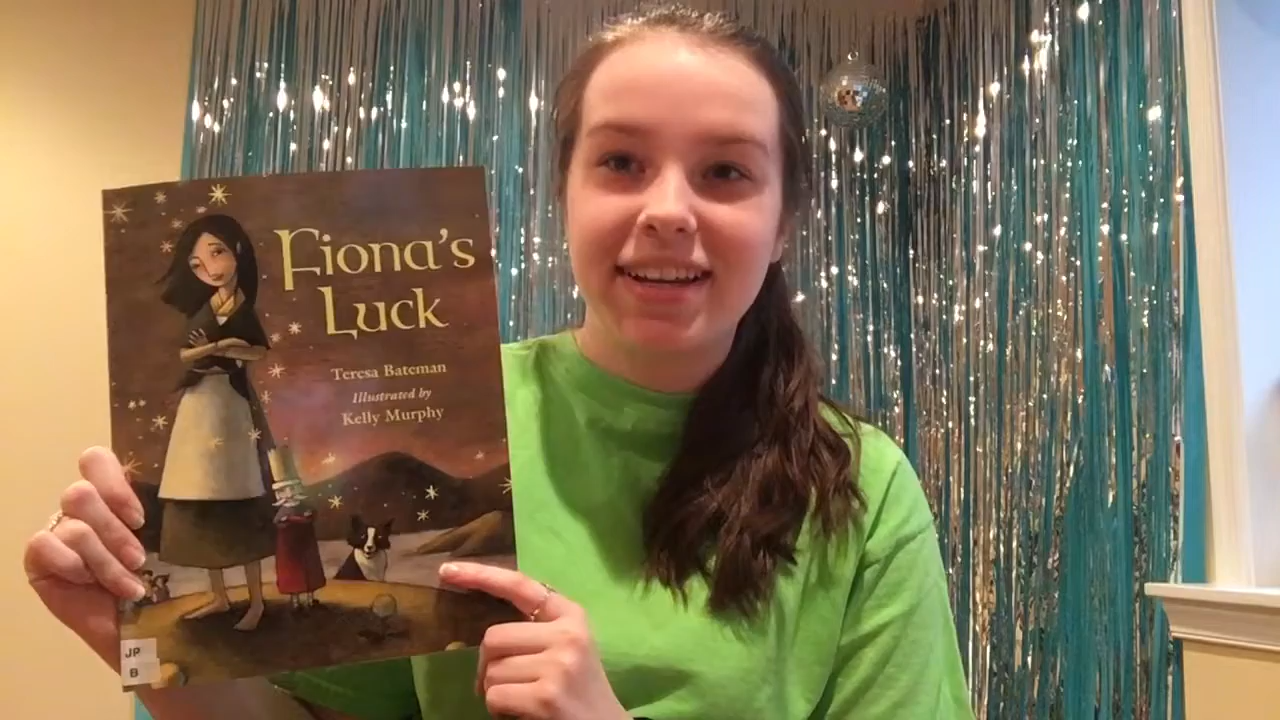 Fiona's
Luck
Teresa Bateman
Illustrated by
Kelly Murphy
JP
B